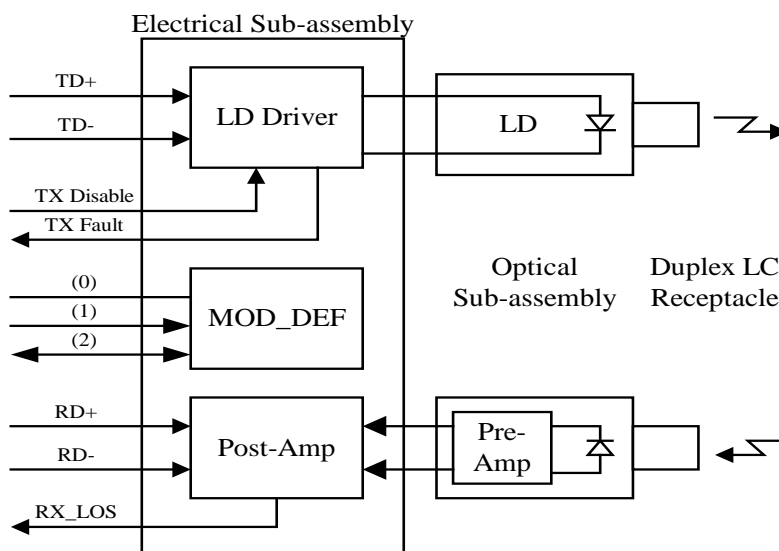 Electrical Sub-assembly
TD+
TD-
LD Driver
LD
TX Disable
TX Fault
(0)
(1)
(2)
MOD_DEF
Optical
Sub-assembly
Duplex LC
Receptacle
RD+
RD-
Post-Amp
Pre-
Amp
RX_LOS